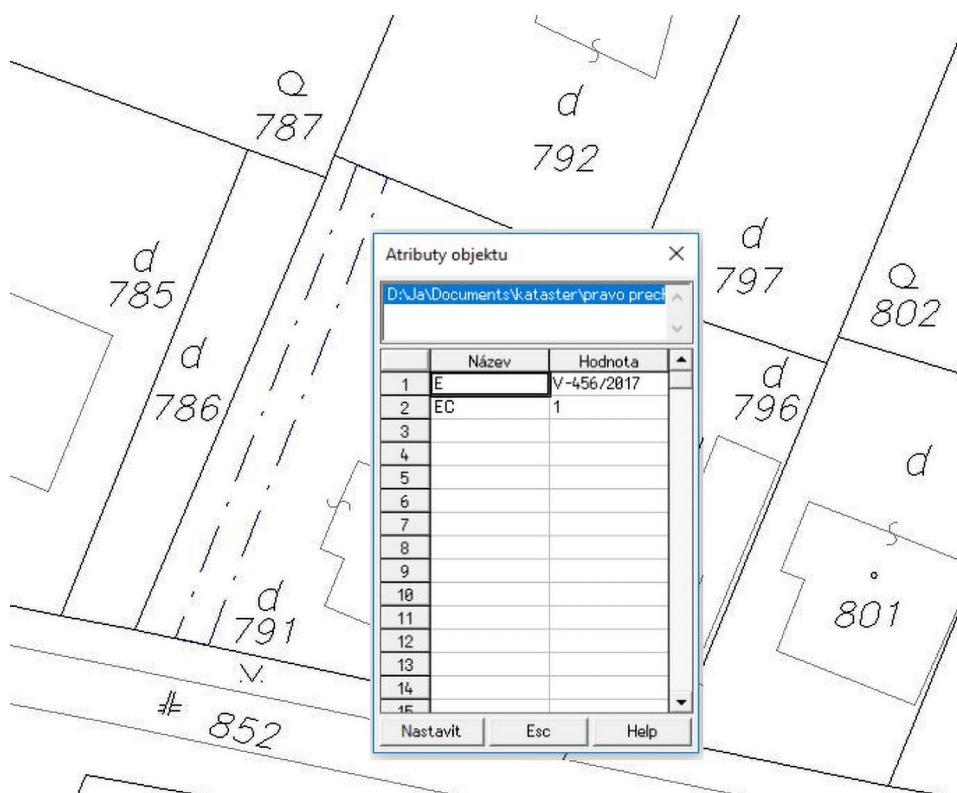 Q
787
d
792
d
785
d
786
d
797
Q
802
d
796
d
d
791
801
852
Atributy objektu
D:\Ja\Documents\kataster\pravo prech
Název Hodnota
1 E V-456/2017
2 EC 1
3
4
5
6
7
8
9
10
11
12
13
14
15
Nastavit Esc Help